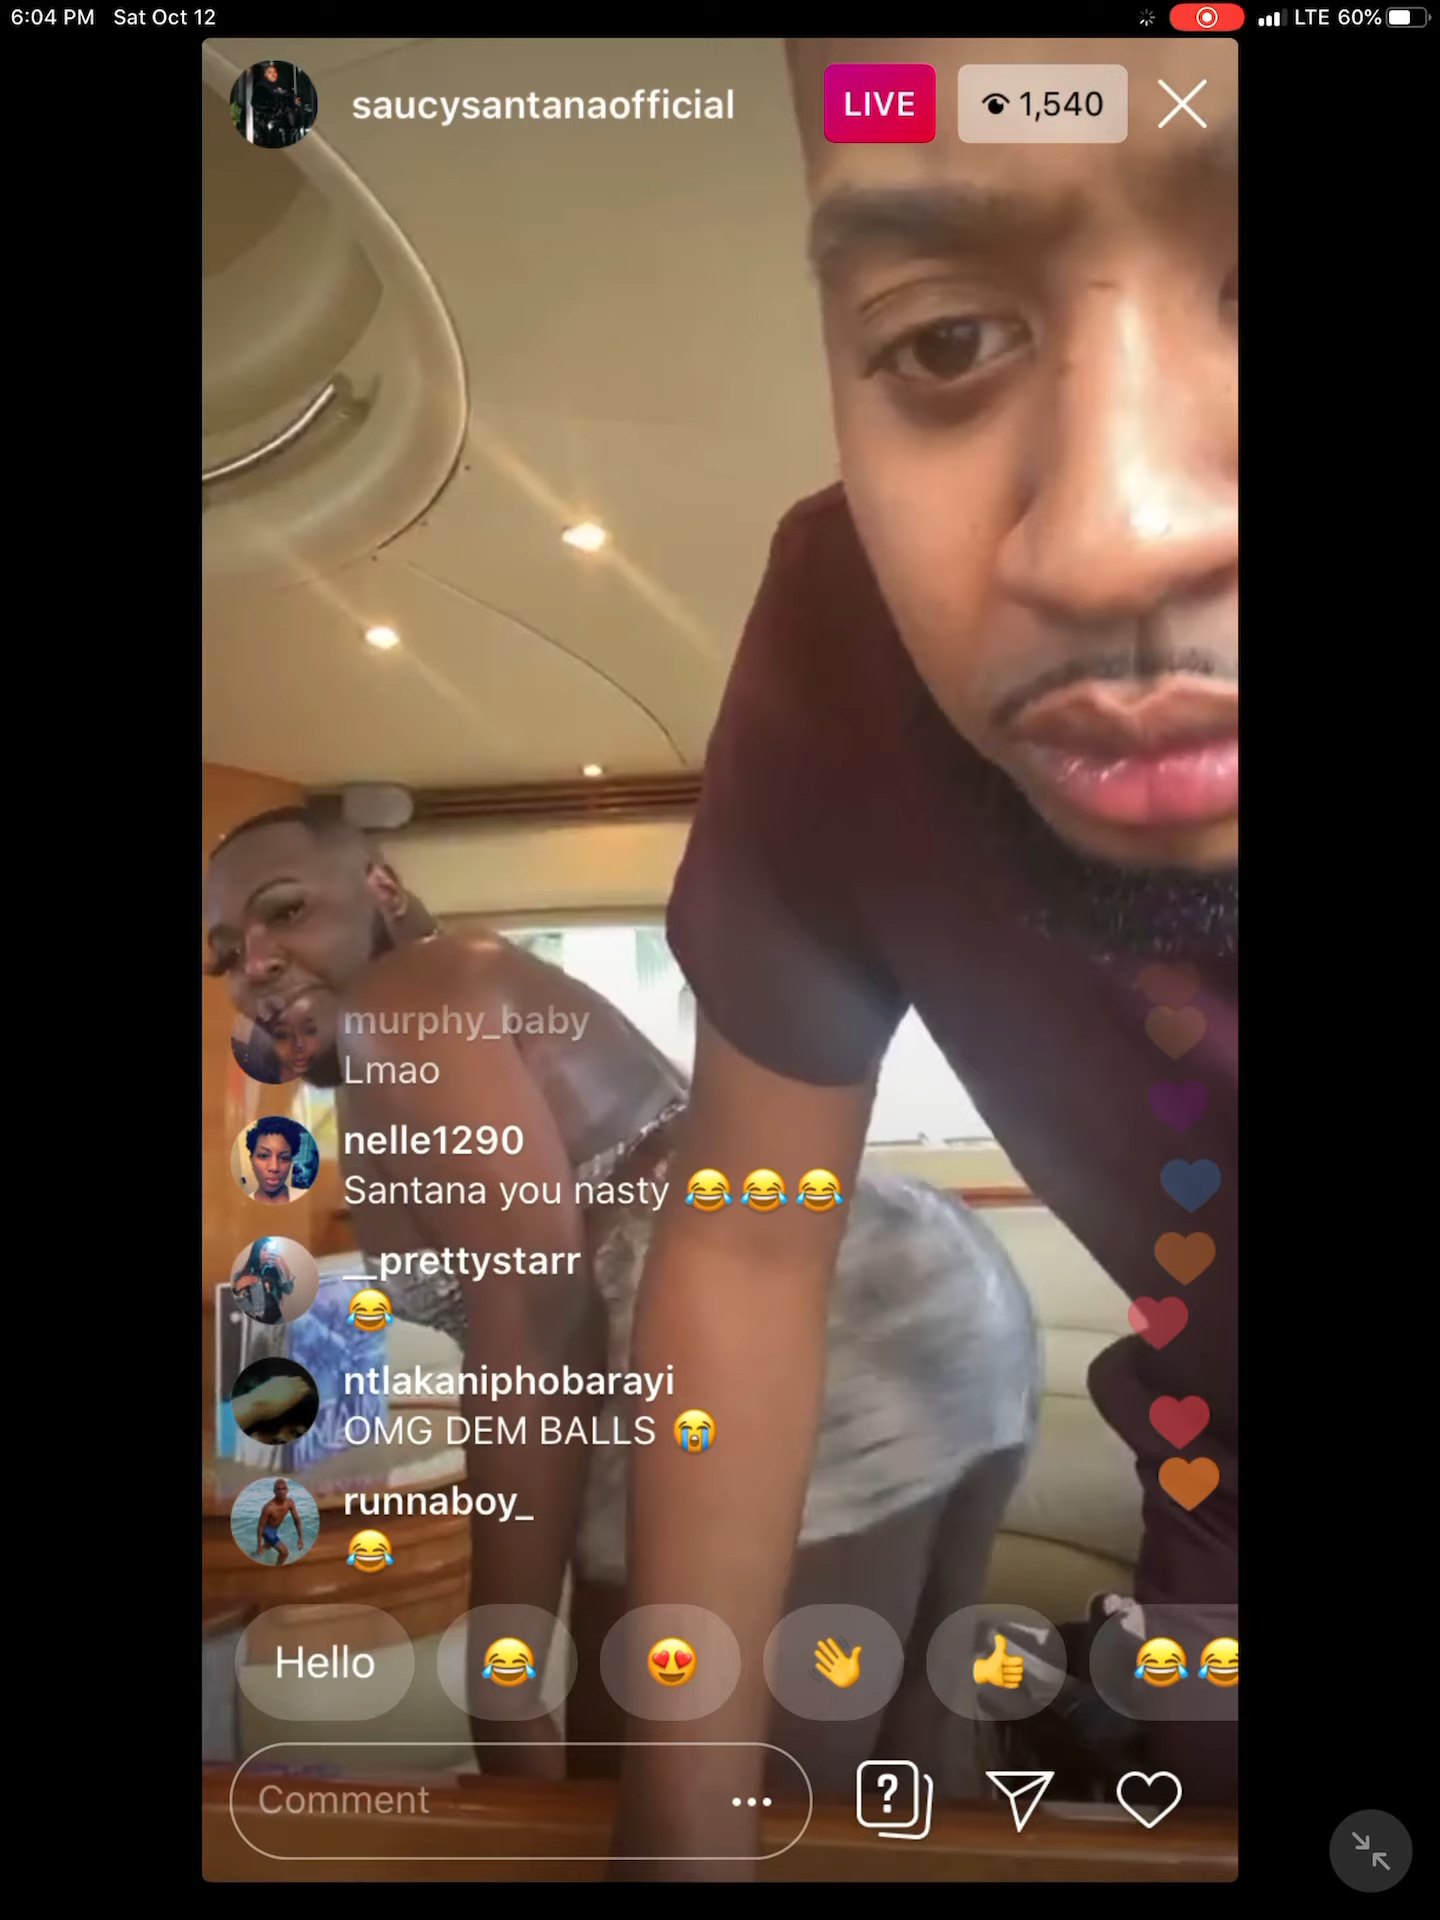 6:04 PM Sat Oct 12
LTE 60%
saucysantanaofficial
LIVE
1,540
murphy_baby
Lmao
nelle1290
Santana you nasty 😂😂😂
__prettystarr
😂
ntlakaniphobarayi
OMG DEM BALLS 😭
runnaboy_
😂
Hello 😂 😍 👋 👍 😂😂
Comment
?